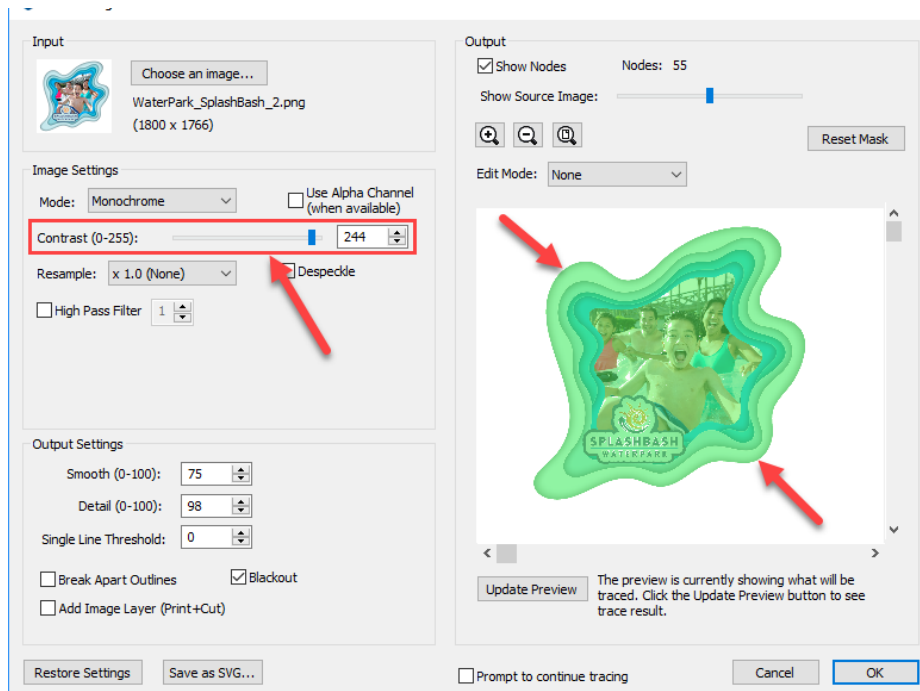 Input
Choose an image...
WaterPark_SplashBash_2.png
(1800 x 1766)
Image Settings
Mode: Monochrome
Use Alpha Channel
(when available)
Contrast (0-255): 244
Resample: x 1.0 (None)
Despeckle
High Pass Filter 1
Output Settings
Smooth (0-100): 75
Detail (0-100): 98
Single Line Threshold: 0
Break Apart Outlines
Blackout
Add Image Layer (Print+Cut)
Restore Settings
Save as SVG...
Output
Show Nodes
Nodes: 55
Show Source Image:
Reset Mask
Edit Mode: None
SPLASHBASH
WATERPARK
Update Preview
The preview is currently showing what will be
traced. Click the Update Preview button to see
trace result.
Prompt to continue tracing
Cancel
OK